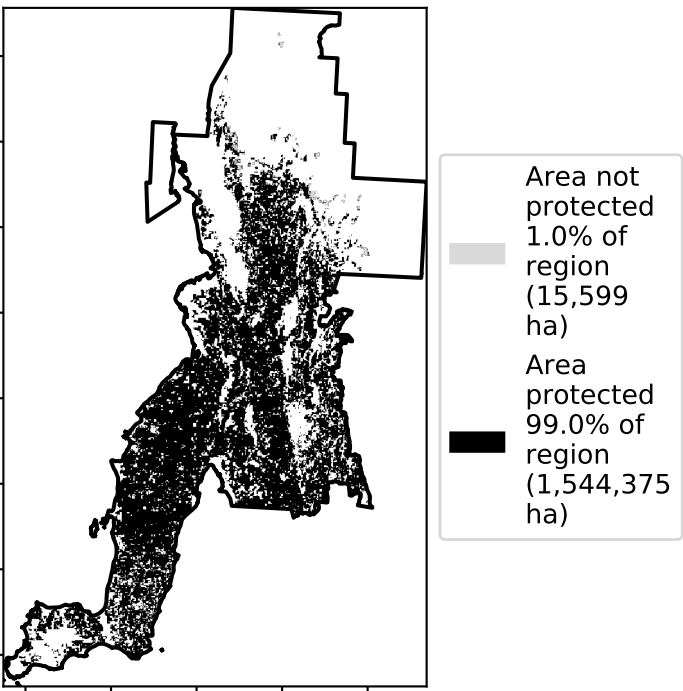 Area not
protected
1.0% of
region
(15,599
ha)
Area
protected
99.0% of
region
(1,544,375
ha)